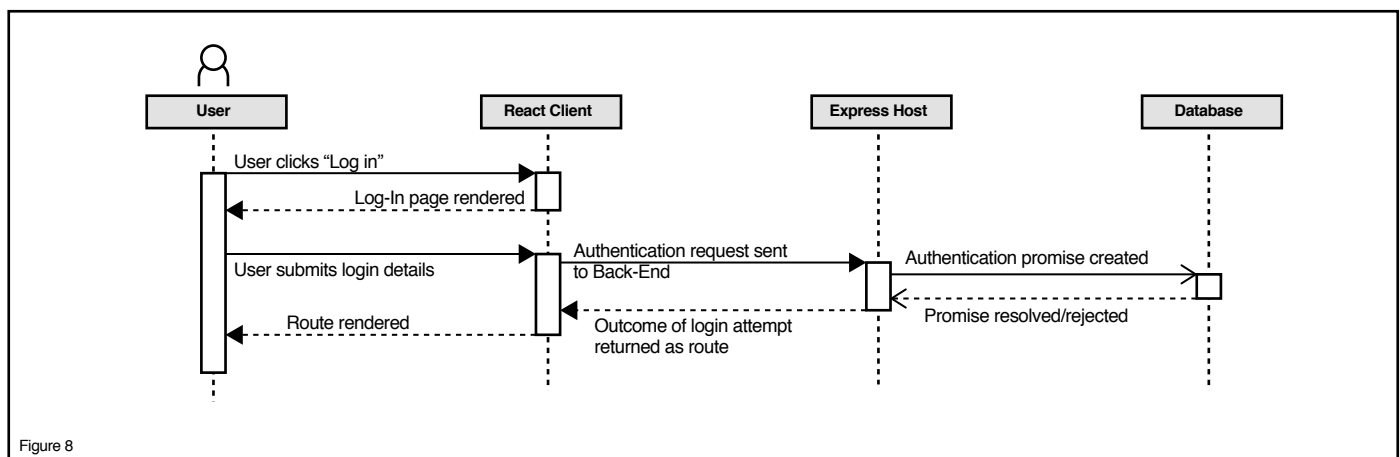 User
React Client
Express Host
Database
User clicks “Log in”
Log-In page rendered
User submits login details
Authentication request sent
to Back-End
Authentication promise created
Promise resolved/rejected
Outcome of login attempt
returned as route
Route rendered
Figure 8